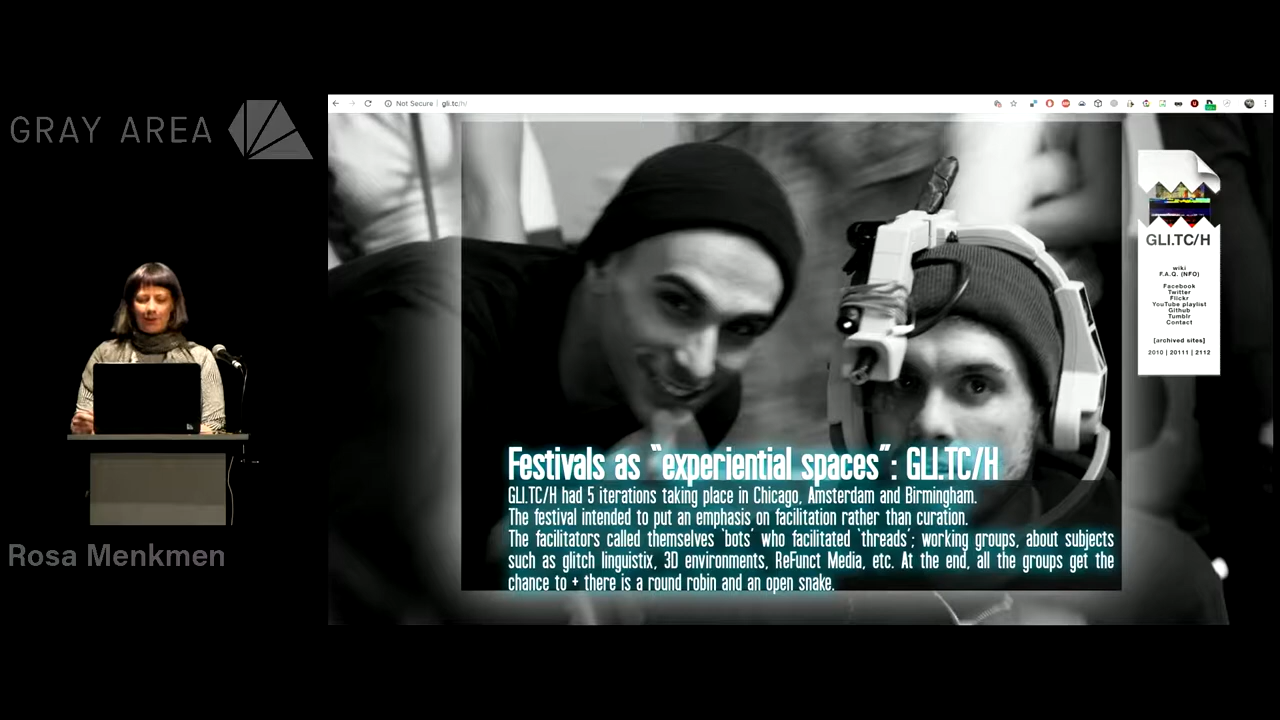 GRAY AREA
Rosa Menkmen
Not Secure | gli.tc/h/
GLI.TC/H
wiki
F.A.Q. (NFO)
Facebook
Twitter
Flickr
YouTube playlist
Github
Tumblr
Contact
[archived sites]
2010 | 20111 | 2112
Festivals as "experiential spaces": GLI.TC/H
GLI.TC/H had 5 iterations taking place in Chicago, Amsterdam and Birmingham.
The festival intended to put an emphasis on facilitation rather than curation.
The facilitators called themselves 'bots' who facilitated 'threads'; working groups, about subjects
such as glitch linguistix, 3D environments, ReFunct Media, etc. At the end, all the groups get the
chance to + there is a round robin and an open snake.